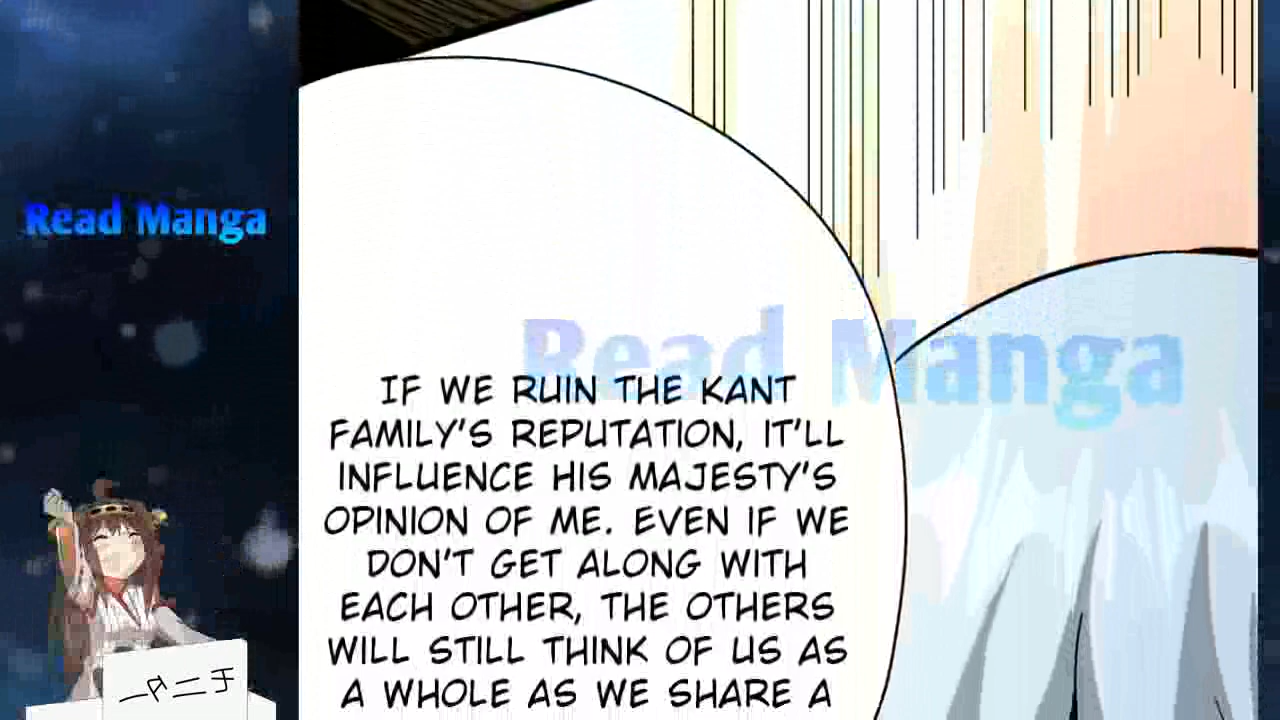 Read Manga
Read Manga
IF WE RUIN THE KANT
FAMILY'S REPUTATION, IT'LL
INFLUENCE HIS MAJESTY'S
OPINION OF ME. EVEN IF WE
DON'T GET ALONG WITH
EACH OTHER, THE OTHERS
WILL STILL THINK OF US AS
A WHOLE AS WE SHARE A